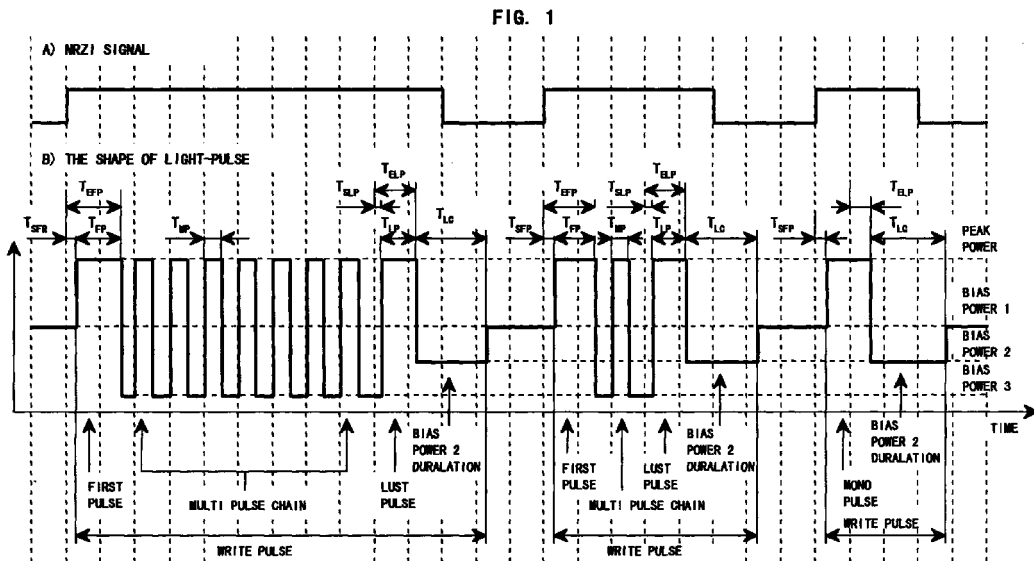 FIG. 1
A) NRZI SIGNAL
B) THE SHAPE OF LIGHT-PULSE
TEFP
TSLP
TELP
TEFP
TSLP
TELP
TELP
TSFR
TFP
TMP
TLP
TLC
TSFP
TFP
TMP
TLP
TLC
TSFP
TLC
PEAK
POWER
BIAS
POWER 1
BIAS
POWER 2
BIAS
POWER 3
TIME
FIRST
PULSE
MULTI PULSE CHAIN
LUST
PULSE
BIAS
POWER 2
DURALATION
FIRST
PULSE
MULTI PULSE CHAIN
LUST
PULSE
BIAS
POWER 2
DURALATION
MONO
PULSE
BIAS
POWER 2
DURALATION
WRITE PULSE
WRITE PULSE
WRITE PULSE